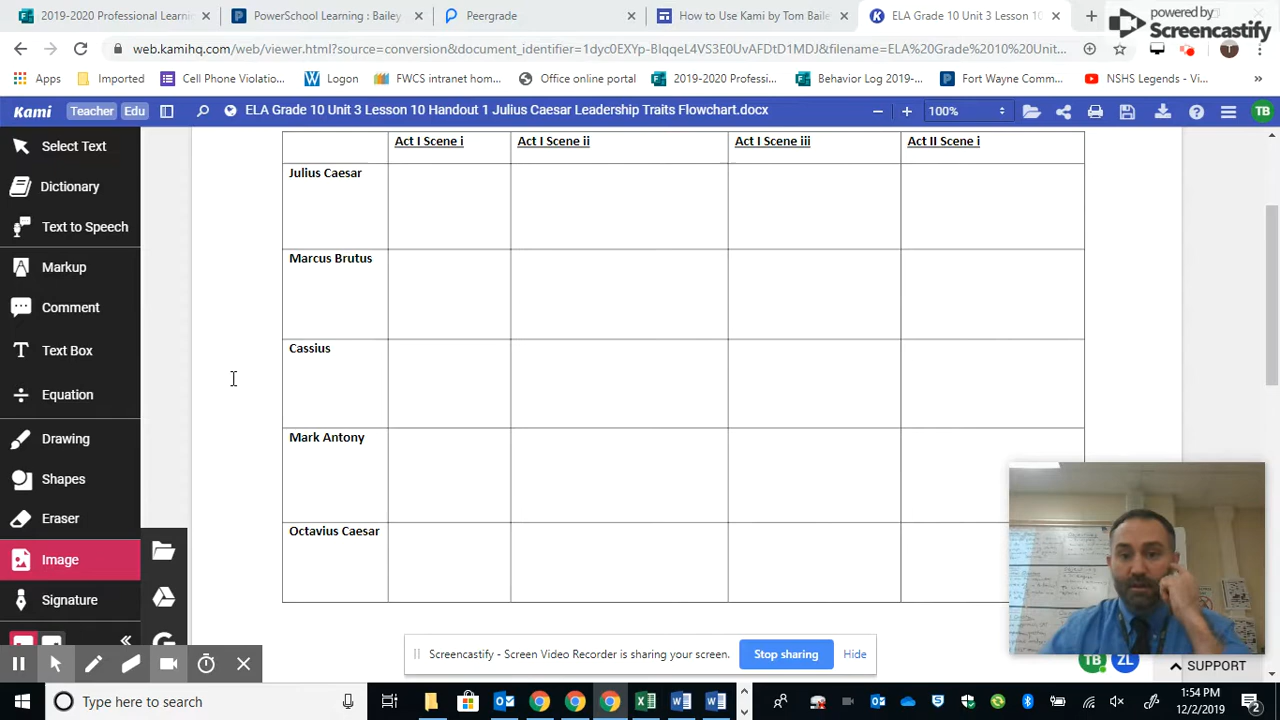 2019-2020 Professional Learni
PowerSchool Learning : Bailey
Petgrade
How to Use Kami by Tom Baile
ELA Grade 10 Unit 3 Lesson 10
powered by
Screencastify
web.kamihq.com/web/viewer.html?source=conversion&document_identifier=1dyc0EXYp-BIqqeL4VS3E0UvAFDtD1MDJ&filename=ELA%20Grade%2010%20Unit...
Apps
Imported
Cell Phone Violatio...
Logon
FWCS intranet hom...
Office online portal
2019-2020 Professi...
Behavior Log 2019-...
Fort Wayne Comm...
NSHS Legends - Vi...
Kami
Teacher
Edu
ELA Grade 10 Unit 3 Lesson 10 Handout 1 Julius Caesar Leadership Traits Flowchart.docx
100%
TB
Select Text
Dictionary
Text to Speech
Markup
Comment
Text Box
Equation
Drawing
Shapes
Eraser
Image
Signature
Act I Scene i
Act I Scene ii
Act I Scene iii
Act II Scene i
Julius Caesar
Marcus Brutus
Cassius
Mark Antony
Octavius Caesar
Screencastify - Screen Video Recorder is sharing your screen.
Stop sharing
Hide
TB
ZL
SUPPORT
Type here to search
1:54 PM
12/2/2019
2